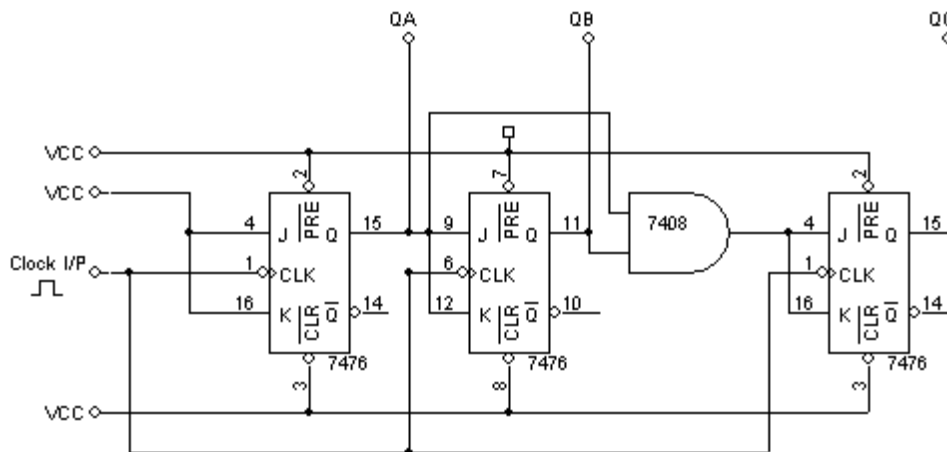 QA QB
VCC
VCC
2 7 2
4 J PRE Q 15 9 J PRE Q 11 7408 4 J PRE Q 15
Clock I/P 1 CLK 6 CLK 1 CLK
16 K CLR Q 14 12 K CLR Q 10 16 K CLR Q 14
7476 7476 7476
3 8 3
VCC